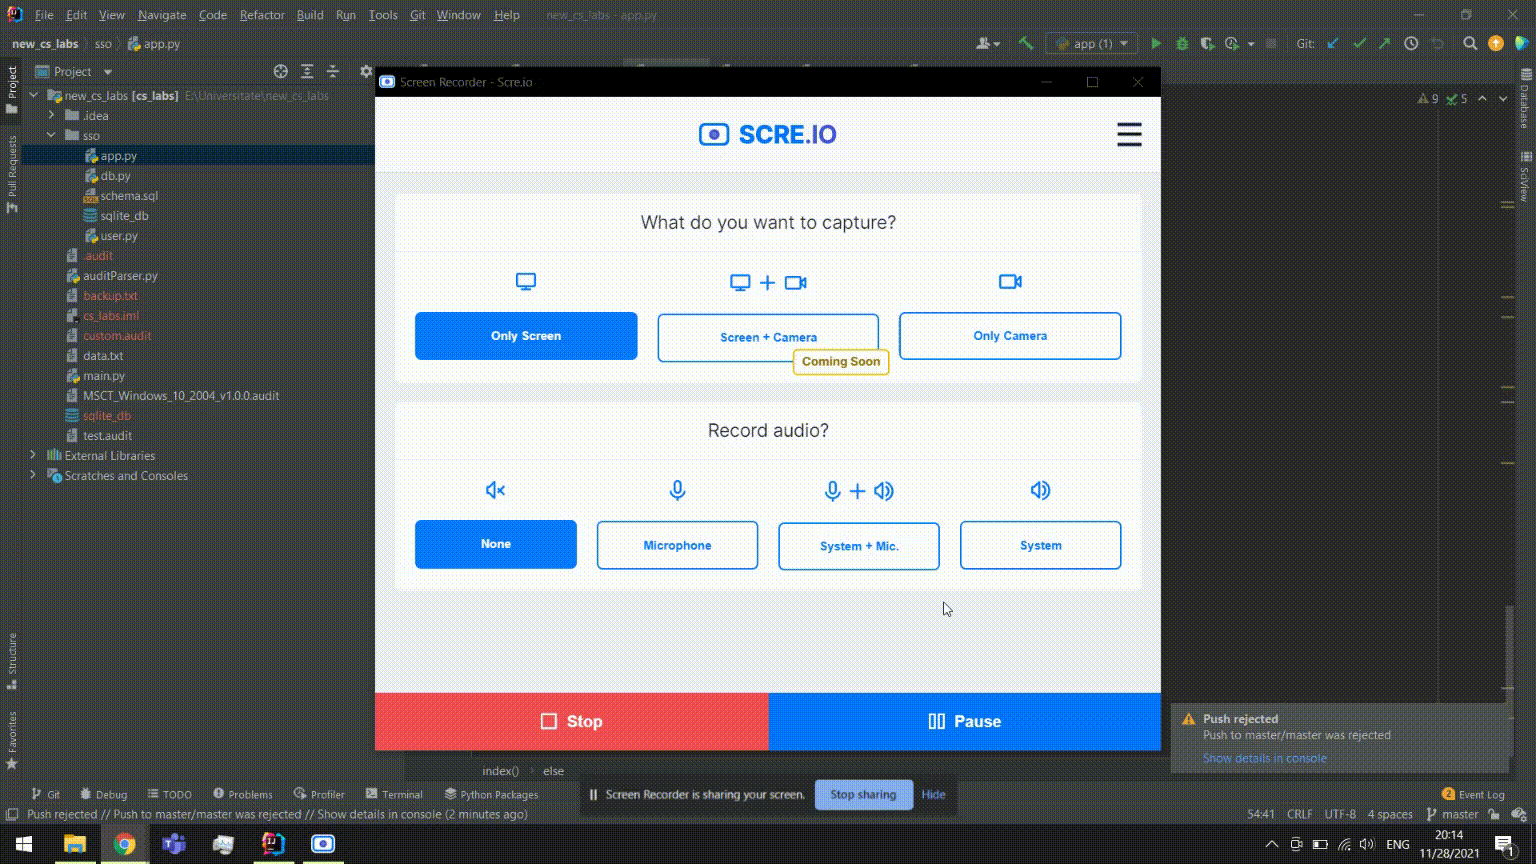 File Edit View Navigate Code Refactor Build Run Tools Git Window Help new_cs_labs - app.py
new_cs_labs sso app.py
app (1)
Git:
Project
Screen Recorder - Scre.io
new_cs_labs [cs_labs] E:\Universitate\new_cs_labs
9 5
.idea
sso
app.py
db.py
schema.sql
sqlite_db
user.py
.audit
auditParser.py
backup.txt
cs_labs.iml
custom.audit
data.txt
main.py
MSCT_Windows_10_2004_v1.0.0.audit
sqlite_db
test.audit
External Libraries
Scratches and Consoles
Project
Pull Requests
Structure
Favorites
SCRE.IO
What do you want to capture?
Only Screen
Screen + Camera
Coming Soon
Only Camera
Record audio?
None
Microphone
System + Mic.
System
Stop
Pause
Database
SciView
Push rejected
Push to master/master was rejected
Show details in console
index() else
Screen Recorder is sharing your screen. Stop sharing Hide
Git Debug TODO Problems Profiler Terminal Python Packages
2 Event Log
Push rejected // Push to master/master was rejected // Show details in console (2 minutes ago)
54:41 CRLF UTF-8 4 spaces master
ENG
20:14
11/28/2021
1